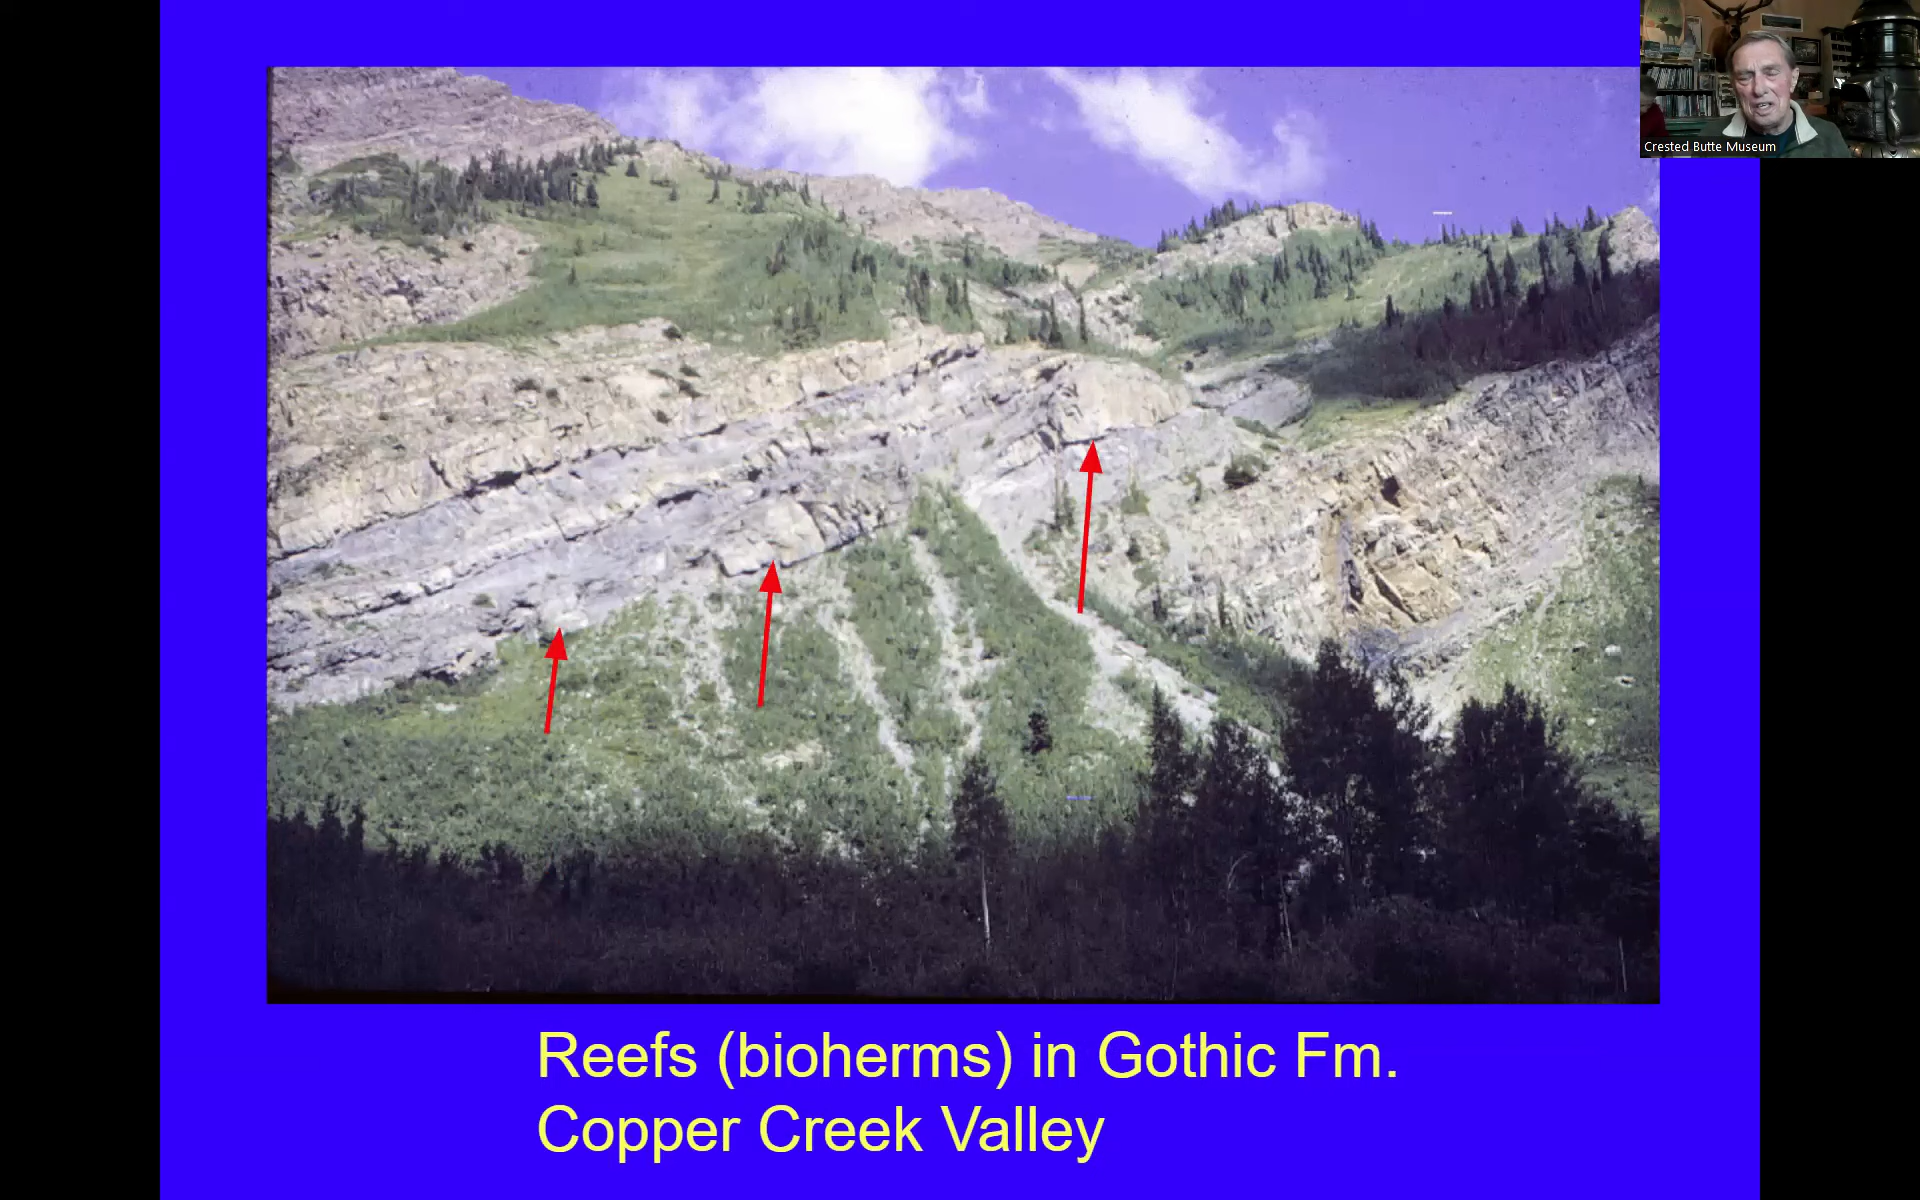 Crested Butte Museum
Reefs (bioherms) in Gothic Fm.
Copper Creek Valley